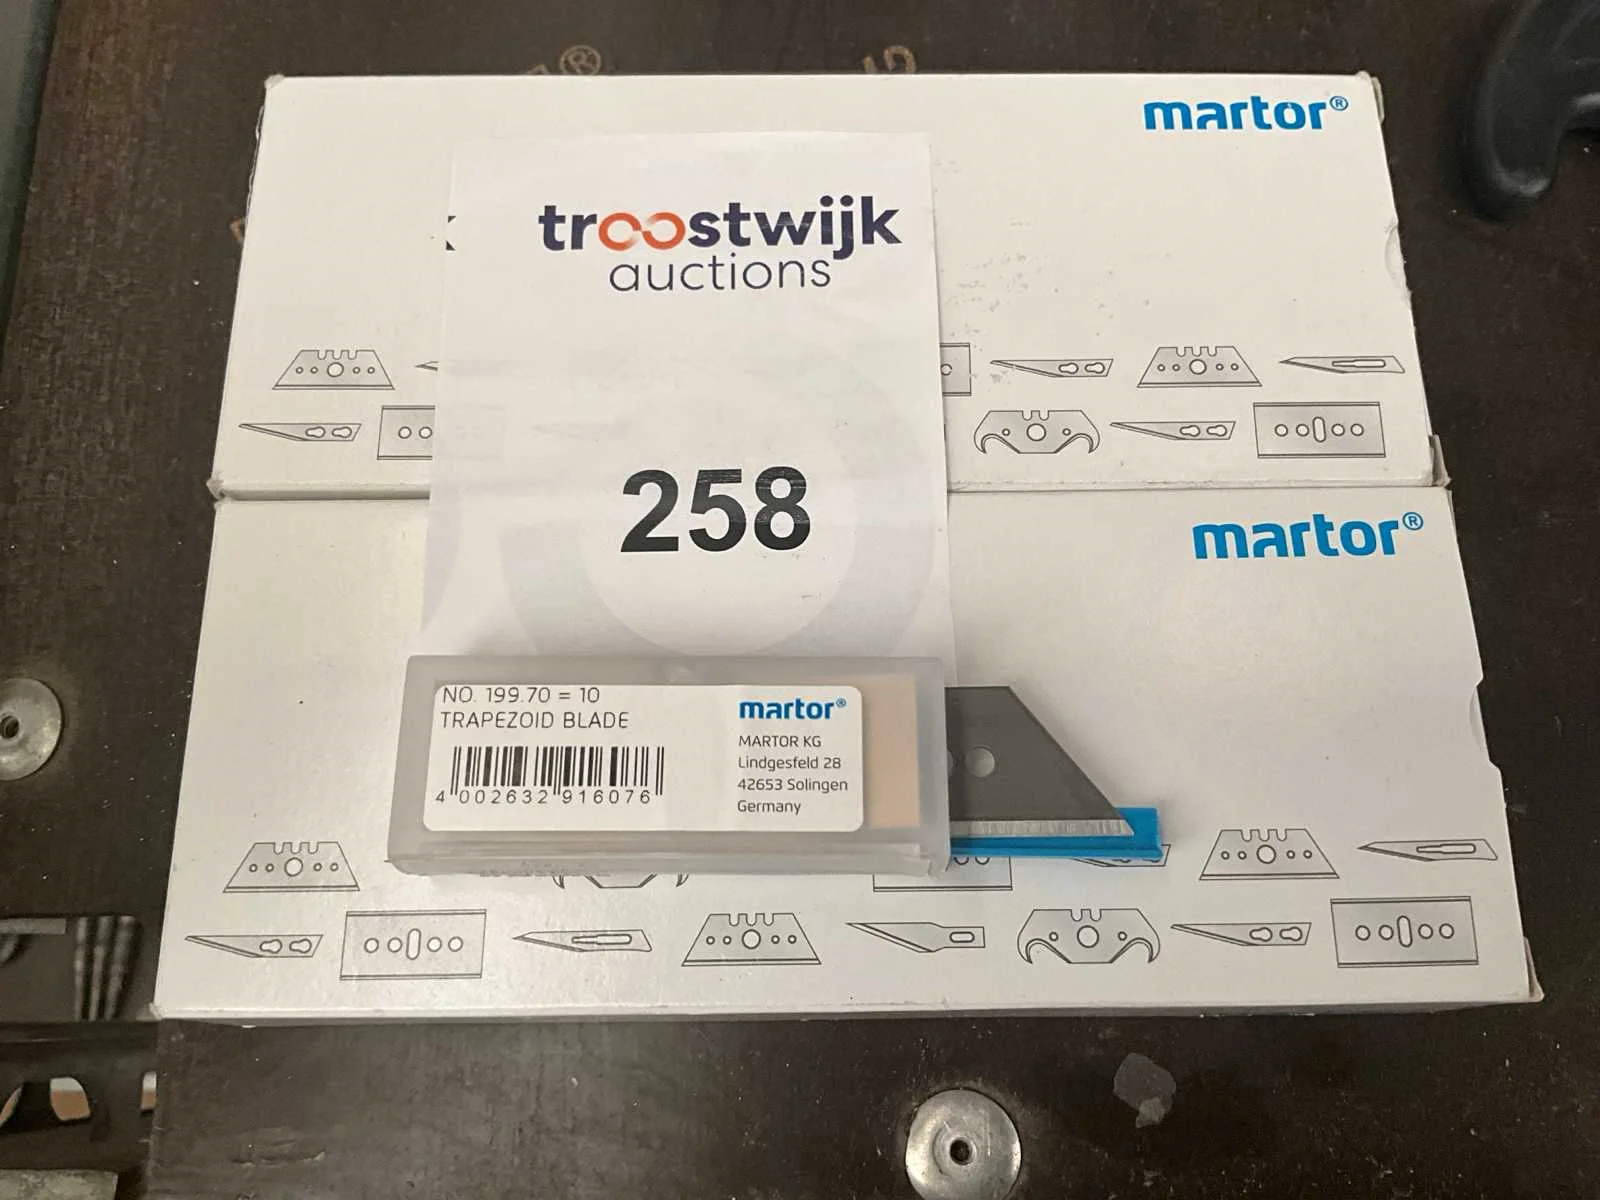 martor®
troostwijk
auctions
258
martor®
NO. 199.70 = 10
TRAPEZOID BLADE
4 002632 916076
martor®
MARTOR KG
Lindgesfeld 28
42653 Solingen
Germany